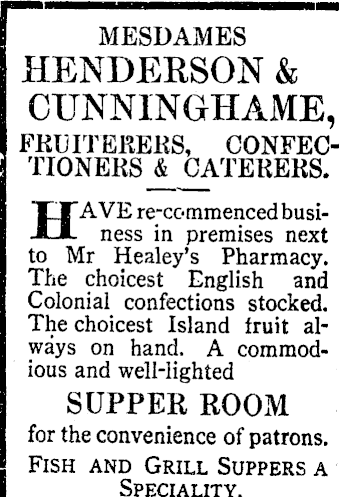 MESDAMES
HENDERSON &
CUNNINGHAME,
FRUITERERS, CONFEC-
TIONERS & CATERERS.
HAVE re-commenced busi-
ness in premises next
to Mr Healey's Pharmacy.
The choicest English and
Colonial confections stocked.
The choicest Island fruit al-
ways on hand. A commod-
ious and well-lighted
SUPPER ROOM
for the convenience of patrons.
FISH AND GRILL SUPPERS A
SPECIALITY.